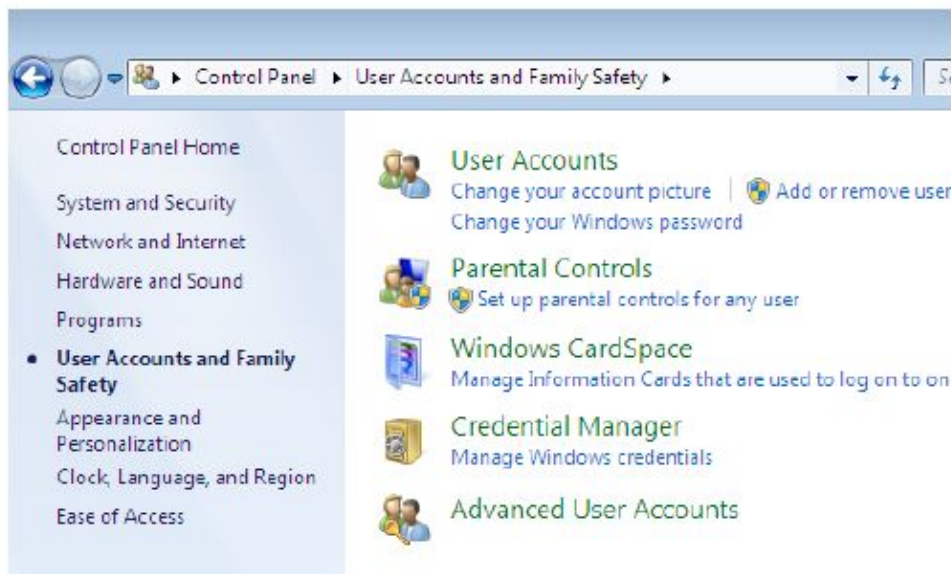 Control Panel User Accounts and Family Safety
Control Panel Home
System and Security
Network and Internet
Hardware and Sound
Programs
User Accounts and Family
Safety
Appearance and
Personalization
Clock, Language, and Region
Ease of Access
User Accounts
Change your account picture Add or remove user
Change your Windows password
Parental Controls
Set up parental controls for any user
Windows CardSpace
Manage Information Cards that are used to log on to on
Credential Manager
Manage Windows credentials
Advanced User Accounts